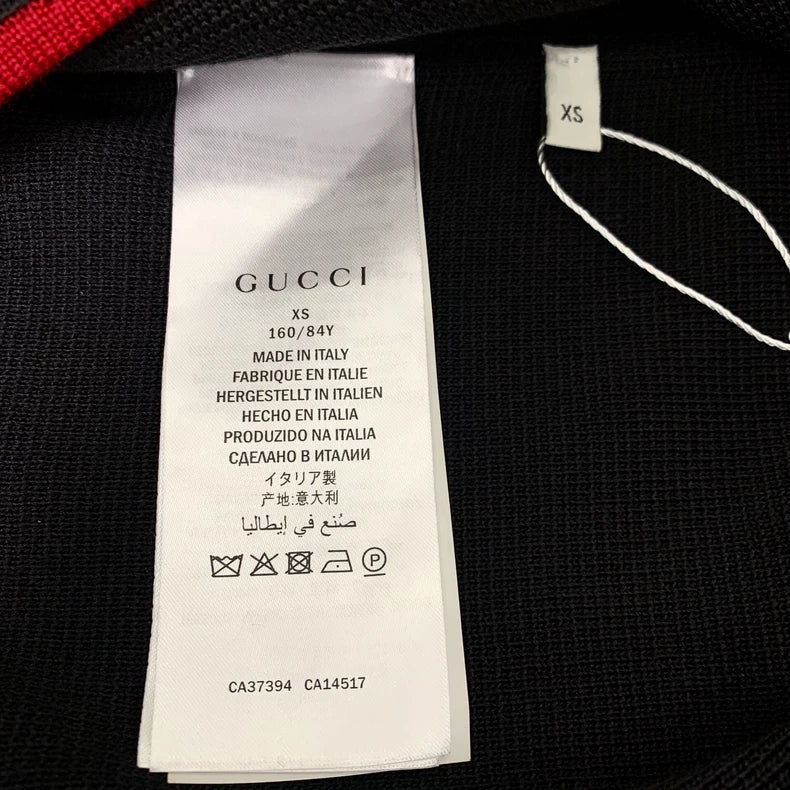 XS
GUCCI
XS
160/84Y
MADE IN ITALY
FABRIQUE EN ITALIE
HERGESTELLT IN ITALIEN
HECHO EN ITALIA
PRODUZIDO NA ITALIA
СДЕЛАНО В ИТАЛИИ
イタリア製
产地:意大利
صُنع في إيطاليا
P
CA37394 CA14517